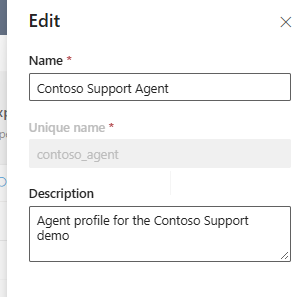 Edit
Name *
Contoso Support Agent
Unique name *
contoso_agent
Description
Agent profile for the Contoso Support
demo